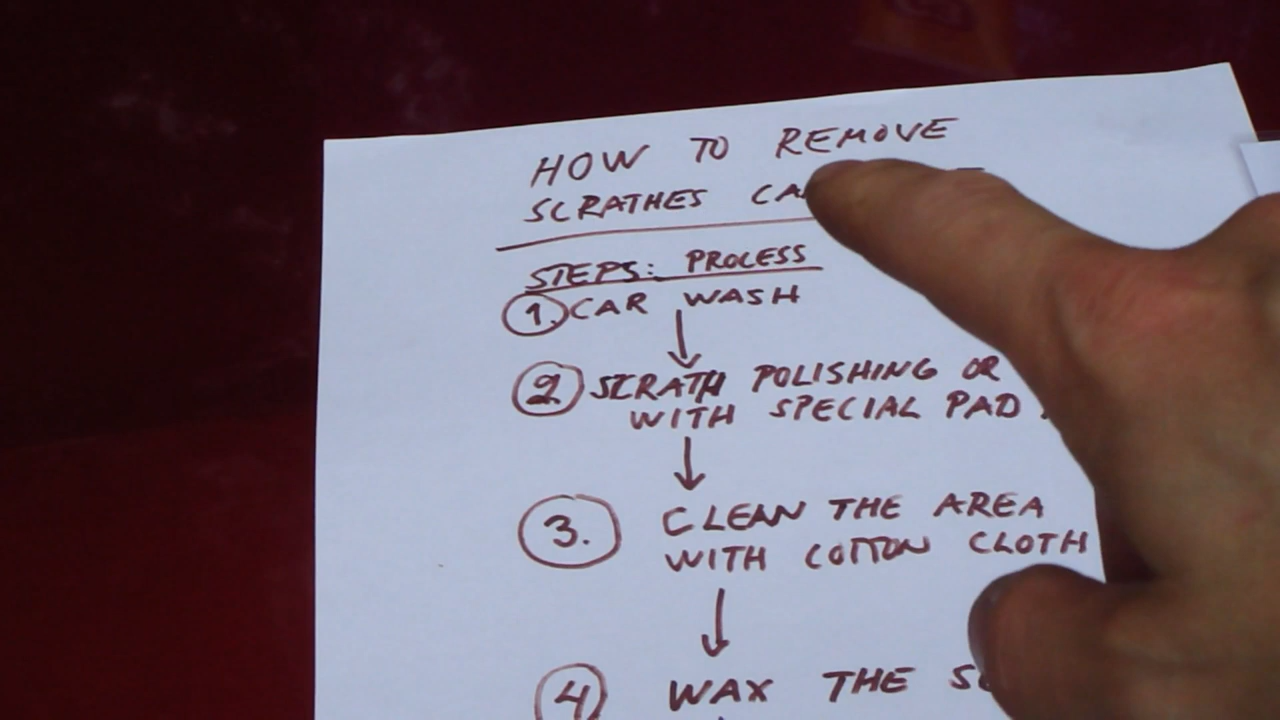 HOW TO REMOVE
SCRATHES
STEPS: PROCESS
1. CAR WASH
2 SCRATH POLISHING OR
WITH SPECIAL PAD
3. CLEAN THE AREA
WITH COTTON CLOTH
4 WAX THE